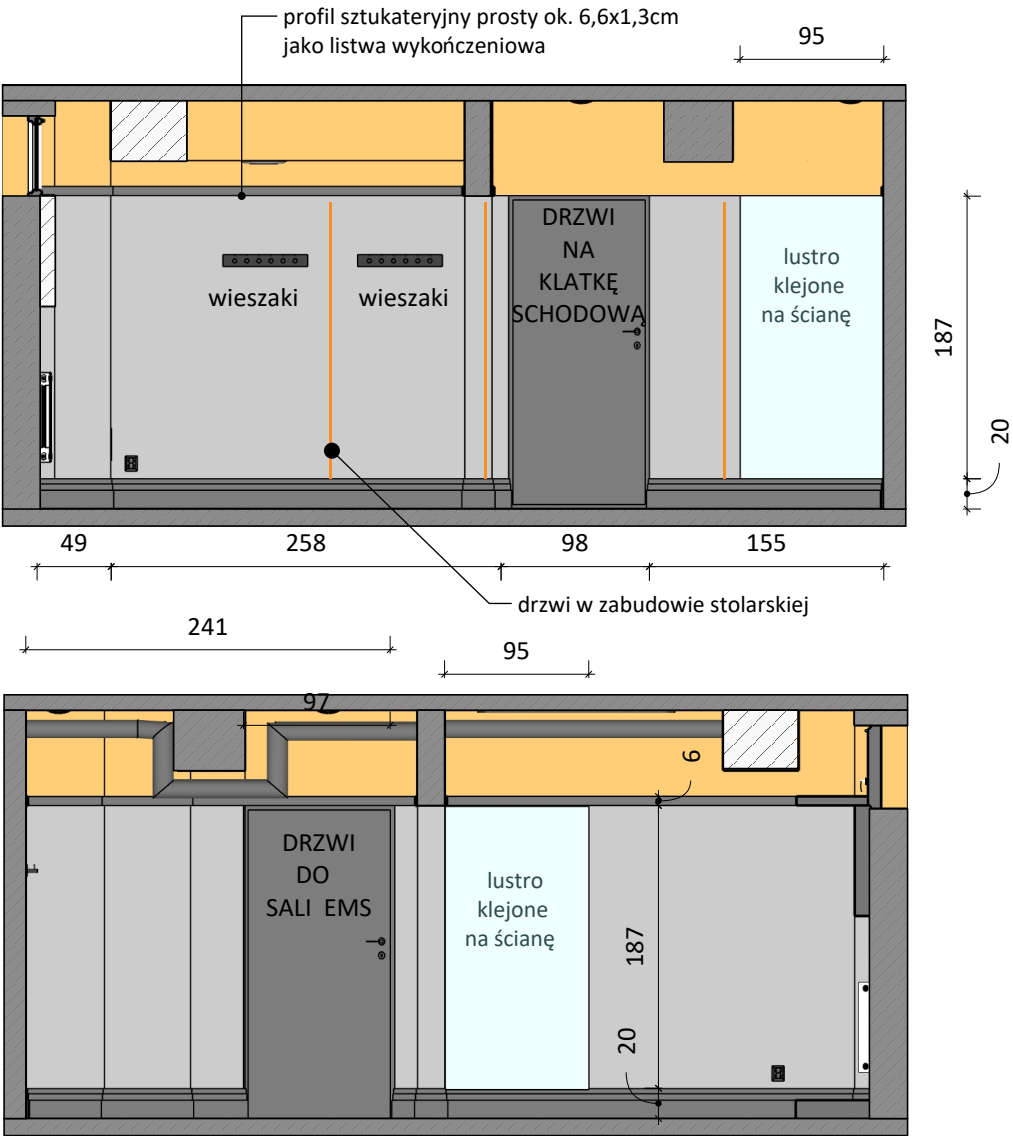 profil sztukateryjny prosty ok. 6,6x1,3cm
jako listwa wykończeniowa
95
DRZWI
NA
KLATKĘ
SCHODOWĄ
lustro
klejone
na ścianę
wieszaki
wieszaki
187
20
49
258
98
155
drzwi w zabudowie stolarskiej
241
95
97
6
DRZWI
DO
SALI EMS
lustro
klejone
na ścianę
187
20